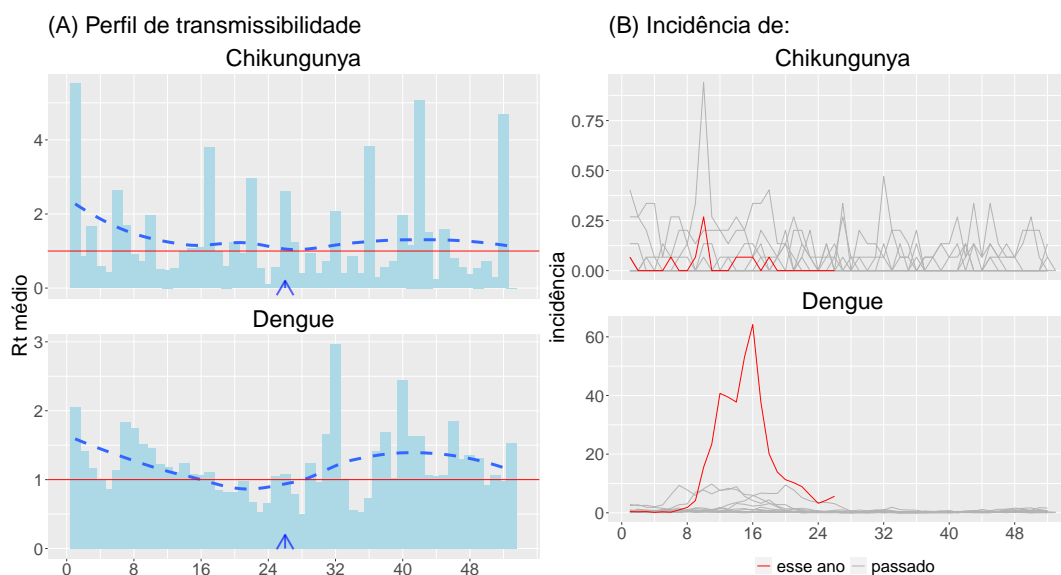 (A) Perfil de transmissibilidade
Chikungunya
4
2
0
Dengue
3
2
1
0
0 8 16 24 32 40 48
Rt médio
(B) Incidência de:
Chikungunya
0.75
0.50
0.25
0.00
Dengue
60
40
20
0
0 8 16 24 32 40 48
incidência
esse ano passado